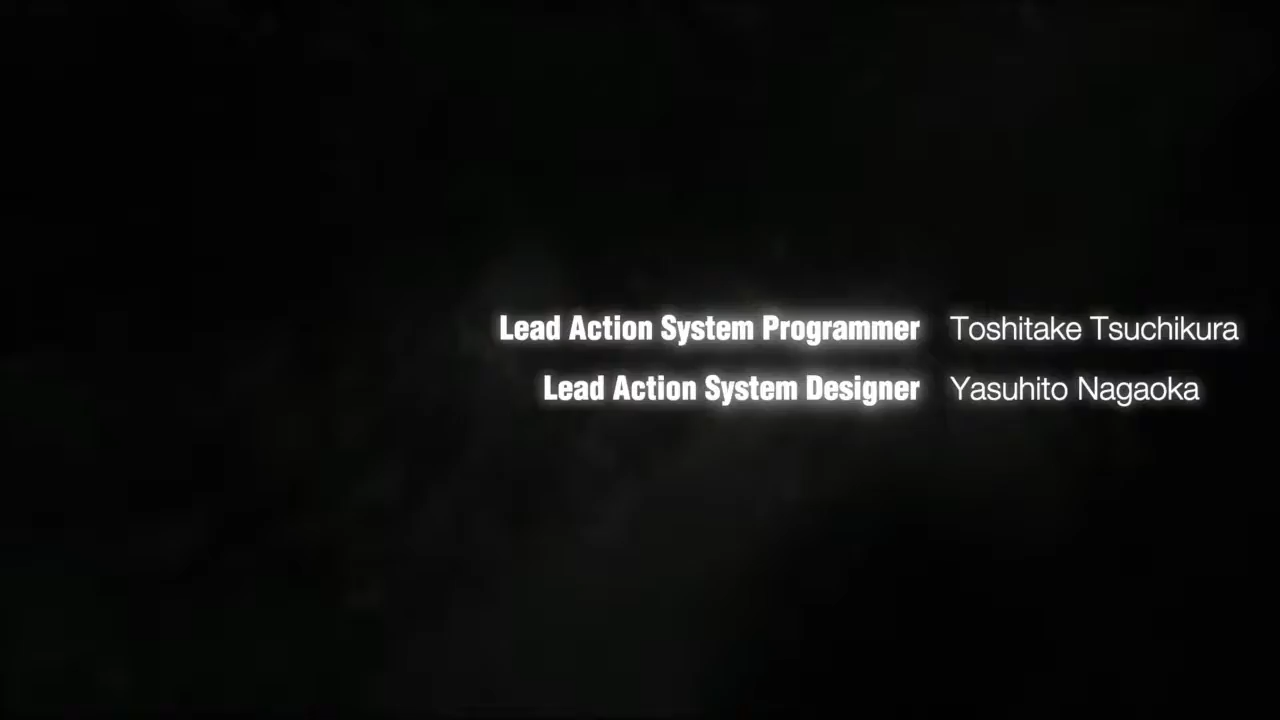 Lead Action System Programmer Toshitake Tsuchikura
Lead Action System Designer Yasuhito Nagaoka